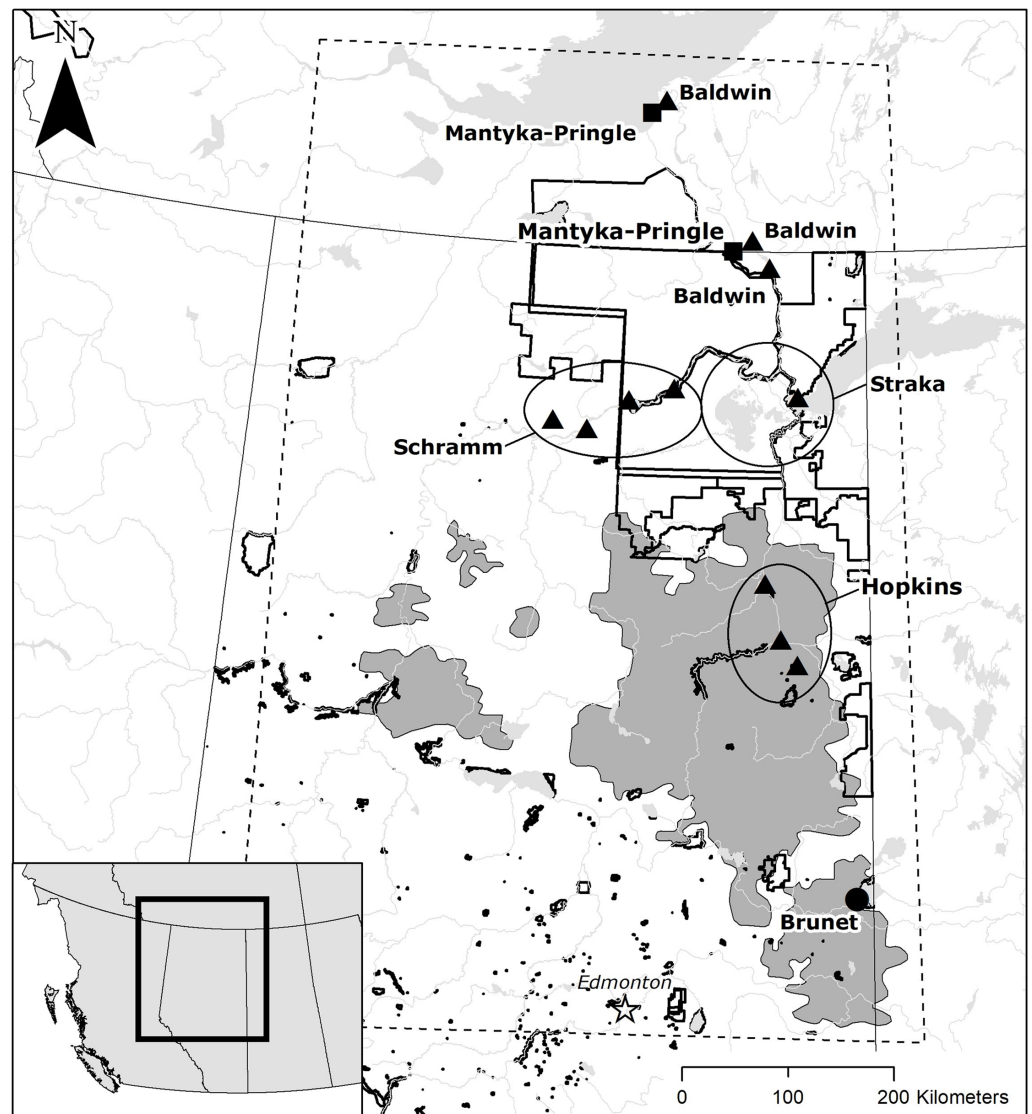 N
Baldwin
Mantyka-Pringle
Mantyka-Pringle
Baldwin
Baldwin
Straka
Schramm
Hopkins
Brunet
Edmonton
0 100 200 Kilometers